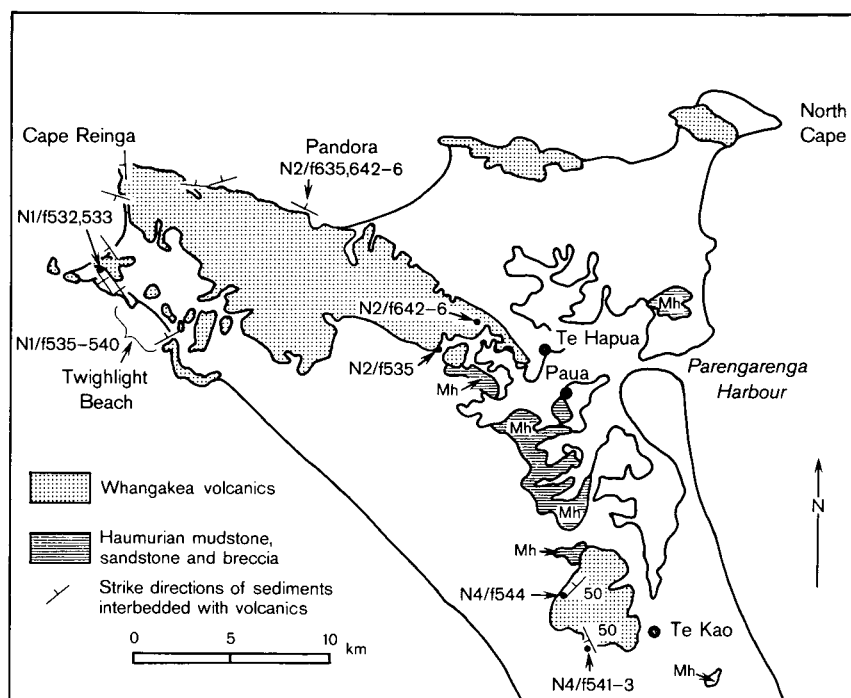 North
Cape
Cape Reinga
Pandora
N2/f635,642-6
N1/f532,533
Mh
N2/f642-6
Te Hapua
N1/f535-540
N2/f535
Paua
Twighlight
Beach
Mh
Parengarenga
Harbour
Mh
Whangakea volcanics
Mh
N
Haumurian mudstone,
sandstone and breccia
Mh
Strike directions of sediments
interbedded with volcanics
N4/f544
50
50
Te Kao
0 5 10
km
Mh
N4/f541-3